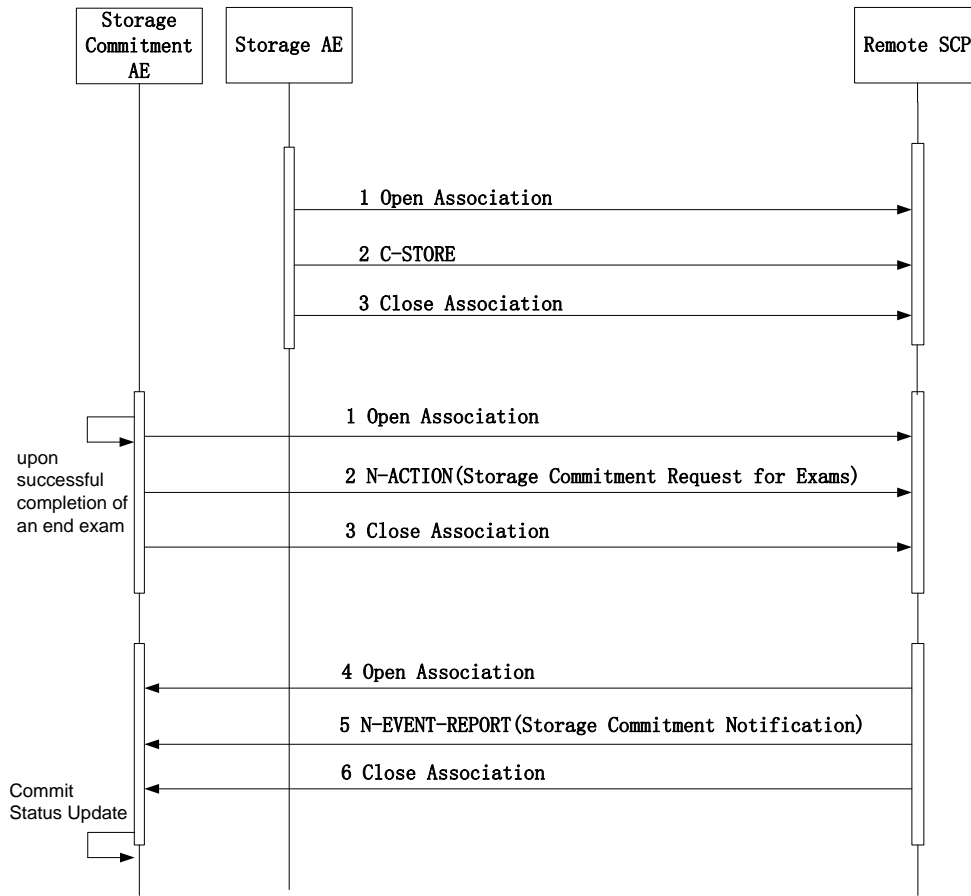 Storage
Commitment
AE
Storage AE
Remote SCP
1 Open Association
2 C-STORE
3 Close Association
1 Open Association
upon
successful
completion of
an end exam
2 N-ACTION(Storage Commitment Request for Exams)
3 Close Association
4 Open Association
5 N-EVENT-REPORT(Storage Commitment Notification)
6 Close Association
Commit
Status Update